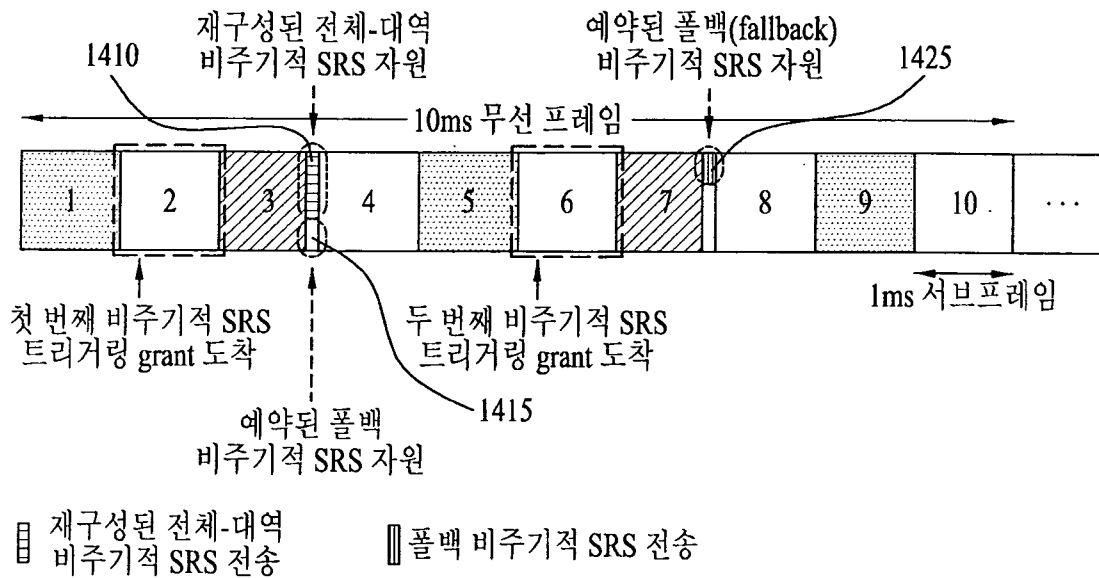 재구성된 전체-대역
비주기적 SRS 자원
예약된 폴백(fallback)
비주기적 SRS 자원
1410
1425
10ms 무선 프레임
1 2 3 4 5 6 7 8 9 10 ...
첫 번째 비주기적 SRS
트리거링 grant 도착
두 번째 비주기적 SRS
트리거링 grant 도착
1ms 서브프레임
1415
예약된 폴백
비주기적 SRS 자원
재구성된 전체-대역
비주기적 SRS 전송
폴백 비주기적 SRS 전송